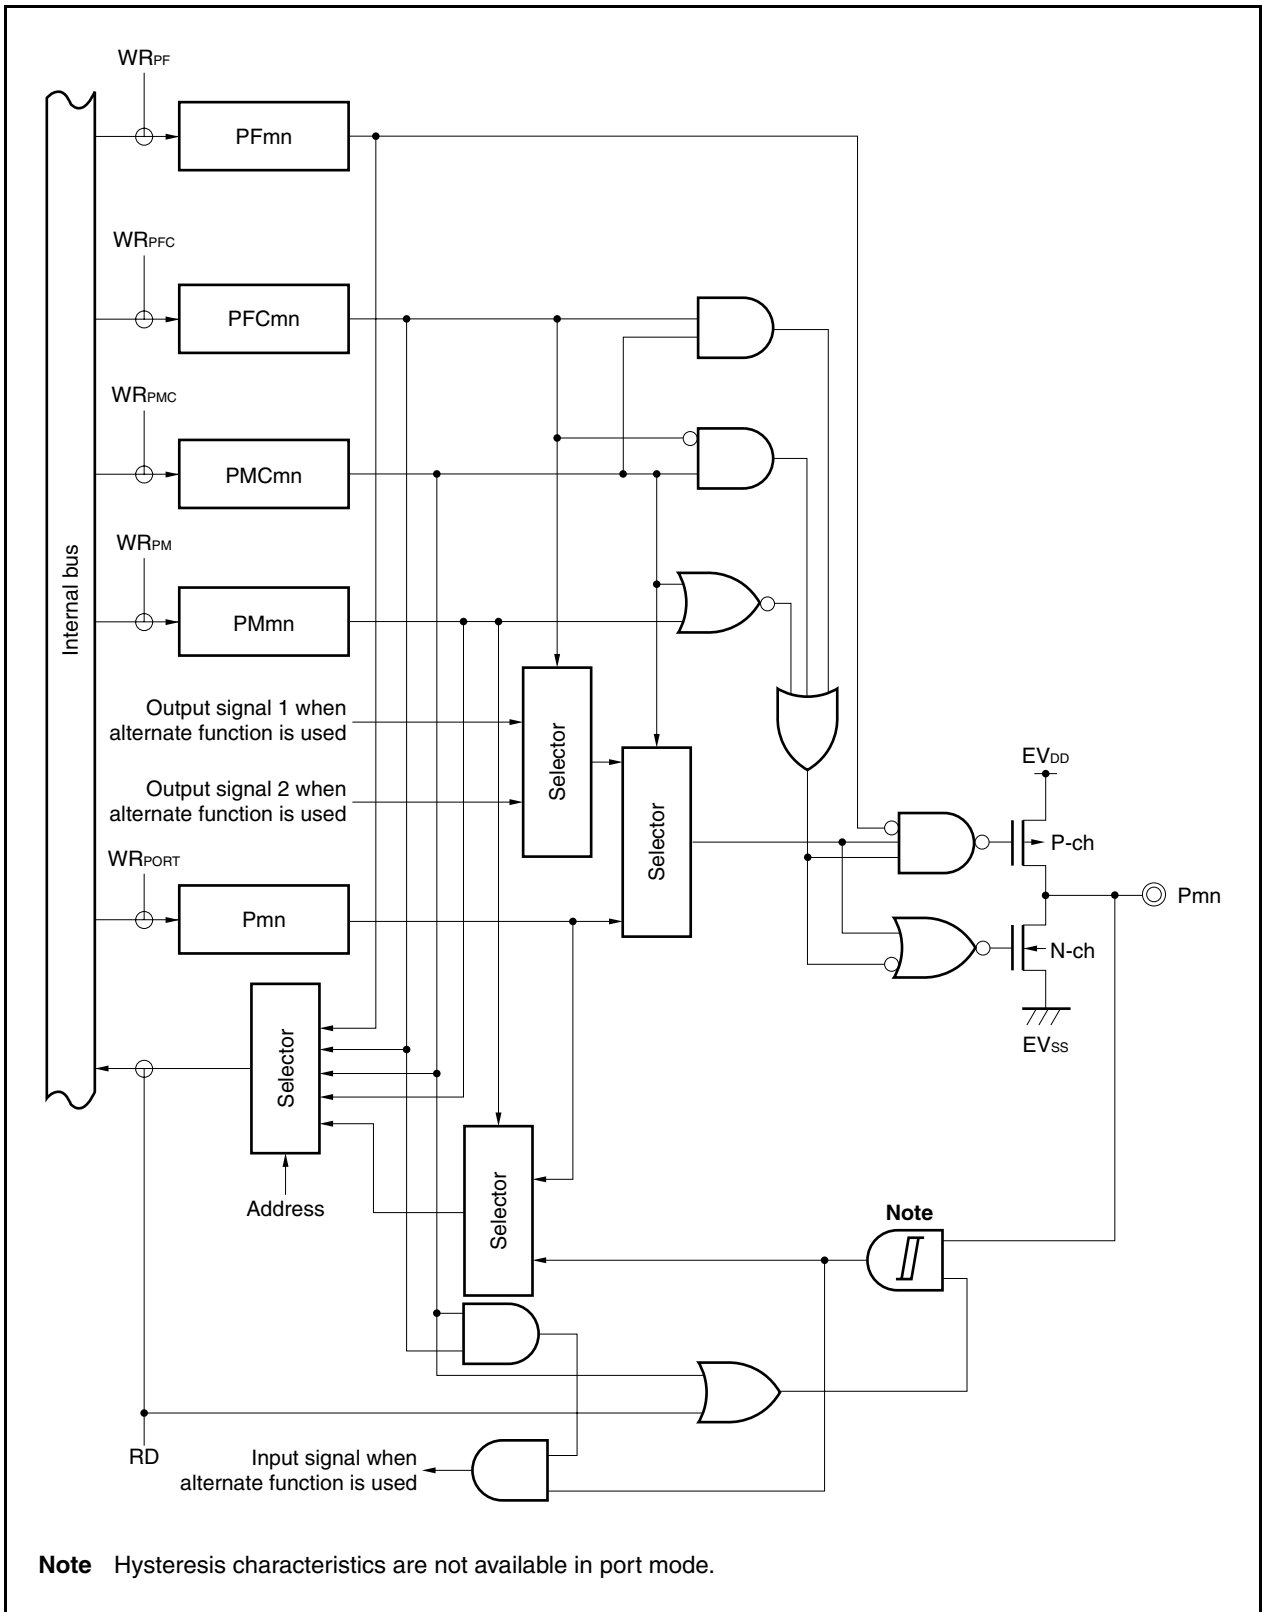 WRPF
PFmn
WRPFC
PFCmn
WRPMC
PMCmn
WRPM
PMmn
Internal bus
Output signal 1 when
alternate function is used
Output signal 2 when
alternate function is used
Selector
Selector
WRPORT
Pmn
EVDD
P-ch
Pmn
N-ch
EVSS
Selector
Address
Selector
Note
RD
Input signal when
alternate function is used
Note Hysteresis characteristics are not available in port mode.